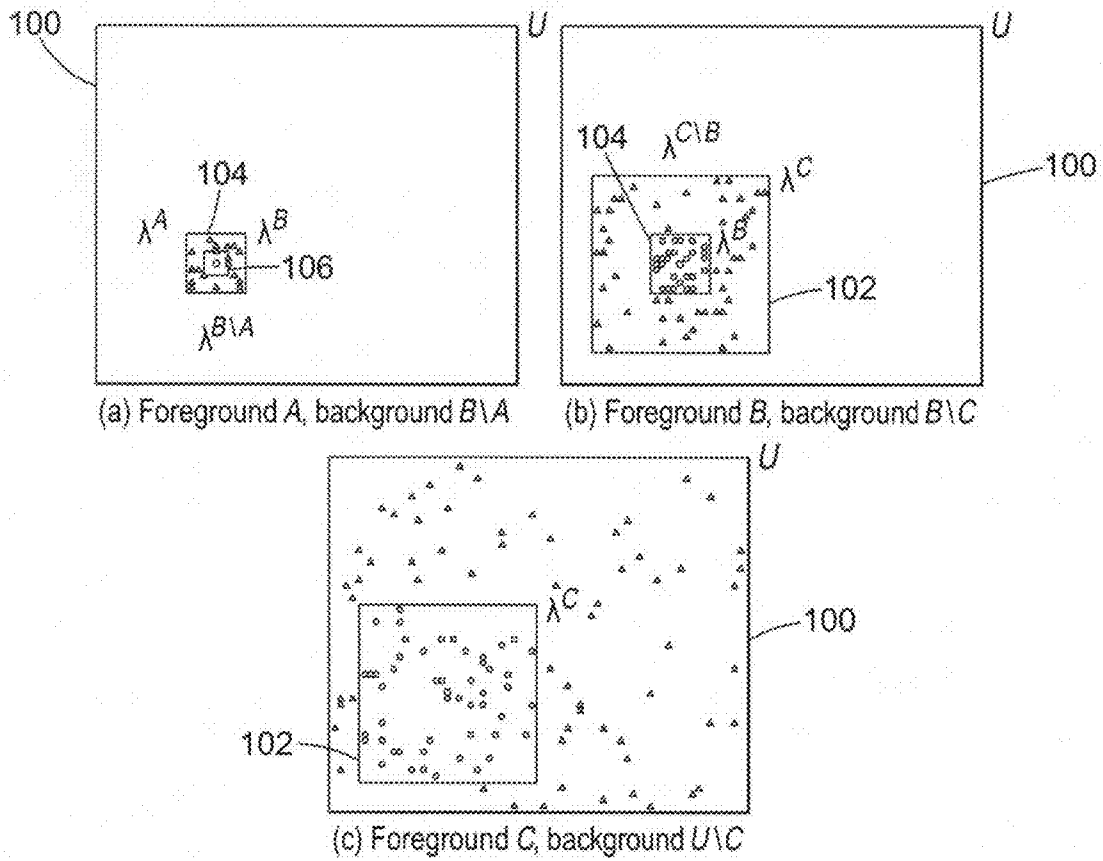 100
U
U
104
λ^C\B
104
λ^C
100
λ^A
λ^B
λ^B
106
102
λ^B\A
(a) Foreground A, background B\A
(b) Foreground B, background B\C
U
λ^C
100
102
(c) Foreground C, background U\C